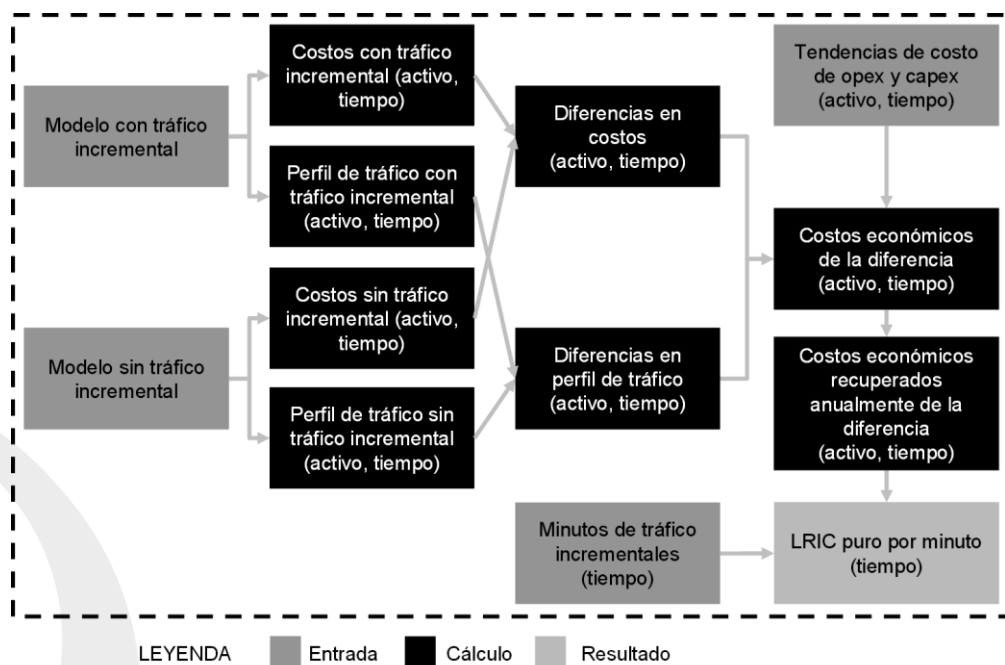 Modelo con tráfico
incremental
Modelo sin tráfico
incremental
Costos con tráfico
incremental (activo,
tiempo)
Perfil de tráfico con
tráfico incremental
(activo, tiempo)
Costos sin tráfico
incremental (activo,
tiempo)
Perfil de tráfico sin
tráfico incremental
(activo, tiempo)
Diferencias en
costos
(activo, tiempo)
Diferencias en
perfil de tráfico
(activo, tiempo)
Minutos de tráfico
incrementales
(tiempo)
Tendencias de costo
de opex y capex
(activo, tiempo)
Costos económicos
de la diferencia
(activo, tiempo)
Costos económicos
recuperados
anualmente de la
diferencia
(activo, tiempo)
LRIC puro por minuto
(tiempo)
LEYENDA
Entrada
Cálculo
Resultado